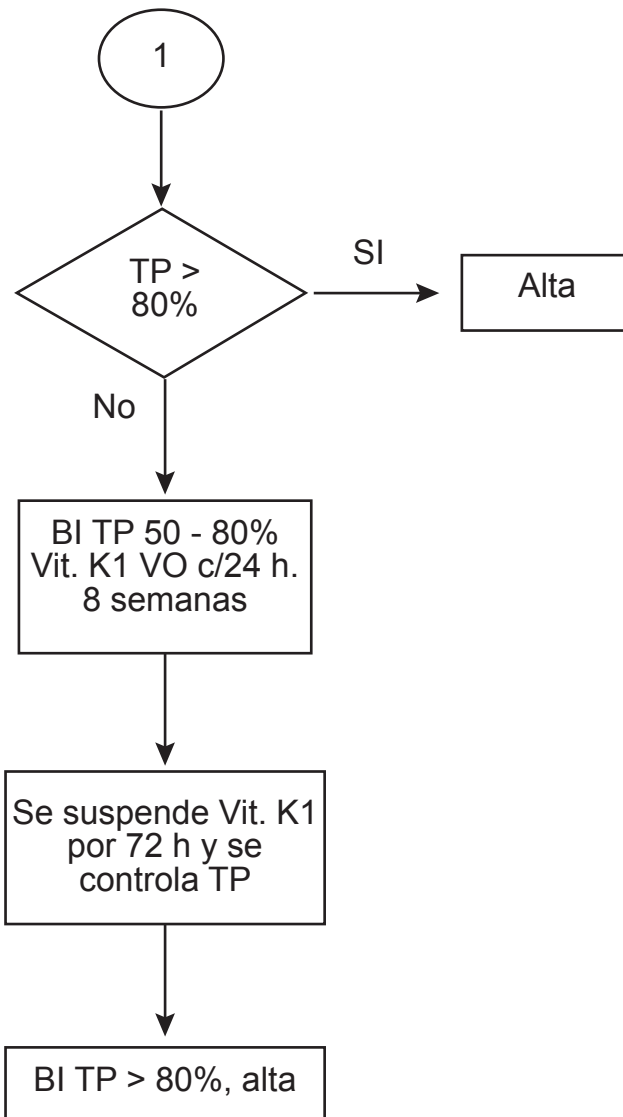 1
TP >
80%
SI
Alta
No
BI TP 50 - 80%
Vit. K1 VO c/24 h.
8 semanas
Se suspende Vit. K1
por 72 h y se
controla TP
BI TP > 80%, alta